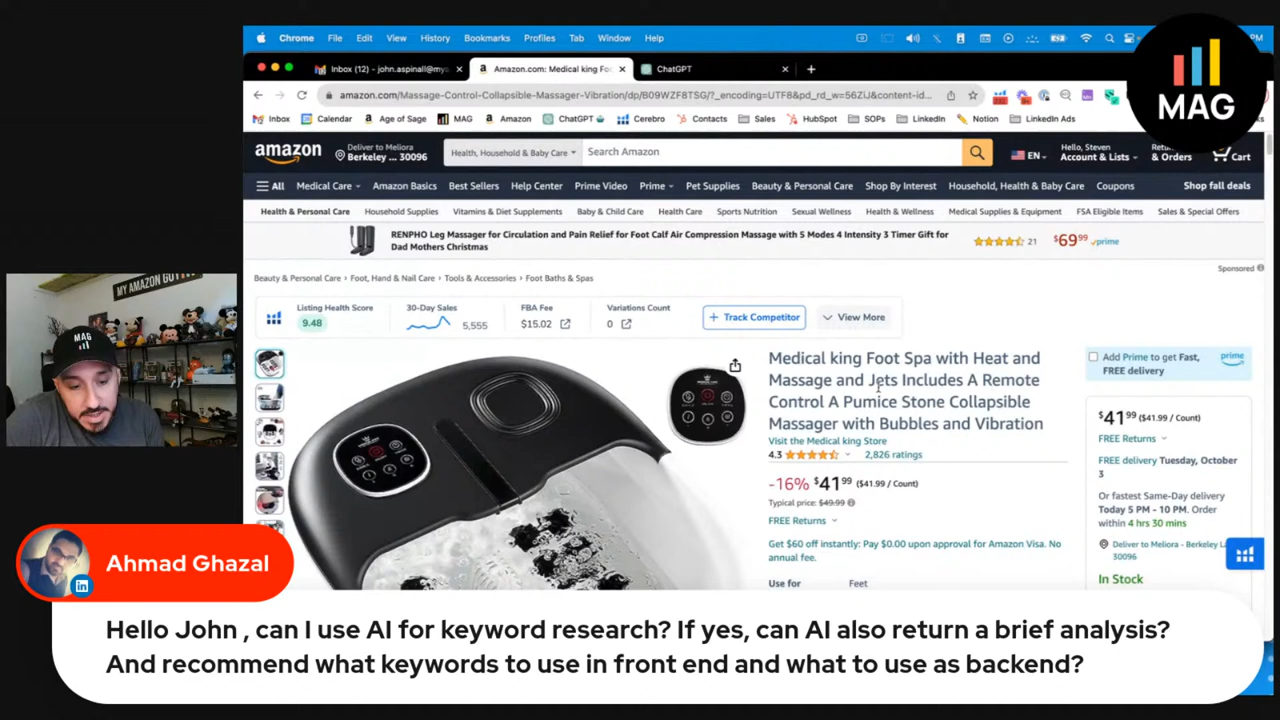 Chrome File Edit View History Bookmarks Profiles Tab Window Help
MAG
Inbox (12) - john.aspinall@my
Amazon.com: Medical king Fo
ChatGPT
amazon.com/Massage-Control-Collapsible-Massager-Vibration/dp/B09WZF8TSG/?_encoding=UTF8&pd_rd_w=56ZiJ&content-id...
Inbox Calendar Age of Sage MAG Amazon ChatGPT Cerebro Contacts Sales HubSpot SOPs LinkedIn Notion LinkedIn Ads
amazon
Deliver to Meliora
Berkeley ... 30096
Health, Household & Baby Care
Search Amazon
EN
Hello, Steven
Account & Lists
& Orders
Cart
All Medical Care Amazon Basics Best Sellers Help Center Prime Video Prime Pet Supplies Beauty & Personal Care Shop By Interest Household, Health & Baby Care Coupons Shop fall deals
Health & Personal Care Household Supplies Vitamins & Diet Supplements Baby & Child Care Health Care Sports Nutrition Sexual Wellness Health & Wellness Medical Supplies & Equipment FSA Eligible Items Sales & Special Offers
RENPHO Leg Massager for Circulation and Pain Relief for Foot Calf Air Compression Massage with 5 Modes 4 Intensity 3 Timer Gift for
Dad Mothers Christmas
21
$69.99 prime
Sponsored
Beauty & Personal Care › Foot, Hand & Nail Care › Tools & Accessories › Foot Baths & Spas
Listing Health Score
9.48
30-Day Sales
5,555
FBA Fee
$15.02
Variations Count
0
+ Track Competitor
View More
Medical king Foot Spa with Heat and
Massage and Jets Includes A Remote
Control A Pumice Stone Collapsible
Massager with Bubbles and Vibration
Visit the Medical king Store
4.3
2,826 ratings
-16% $41.99 ($41.99 / Count)
Typical price: $49.99
FREE Returns
Get $60 off instantly: Pay $0.00 upon approval for Amazon Visa. No
annual fee.
Use for Feet
Add Prime to get Fast,
FREE delivery
prime
$41.99 ($41.99 / Count)
FREE Returns
FREE delivery Tuesday, October
3
Or fastest Same-Day delivery
Today 5 PM - 10 PM. Order
within 4 hrs 30 mins
Deliver to Meliora - Berkeley
30096
In Stock
MY AMAZON GUY
MAG
Ahmad Ghazal
Hello John , can I use AI for keyword research? If yes, can AI also return a brief analysis?
And recommend what keywords to use in front end and what to use as backend?